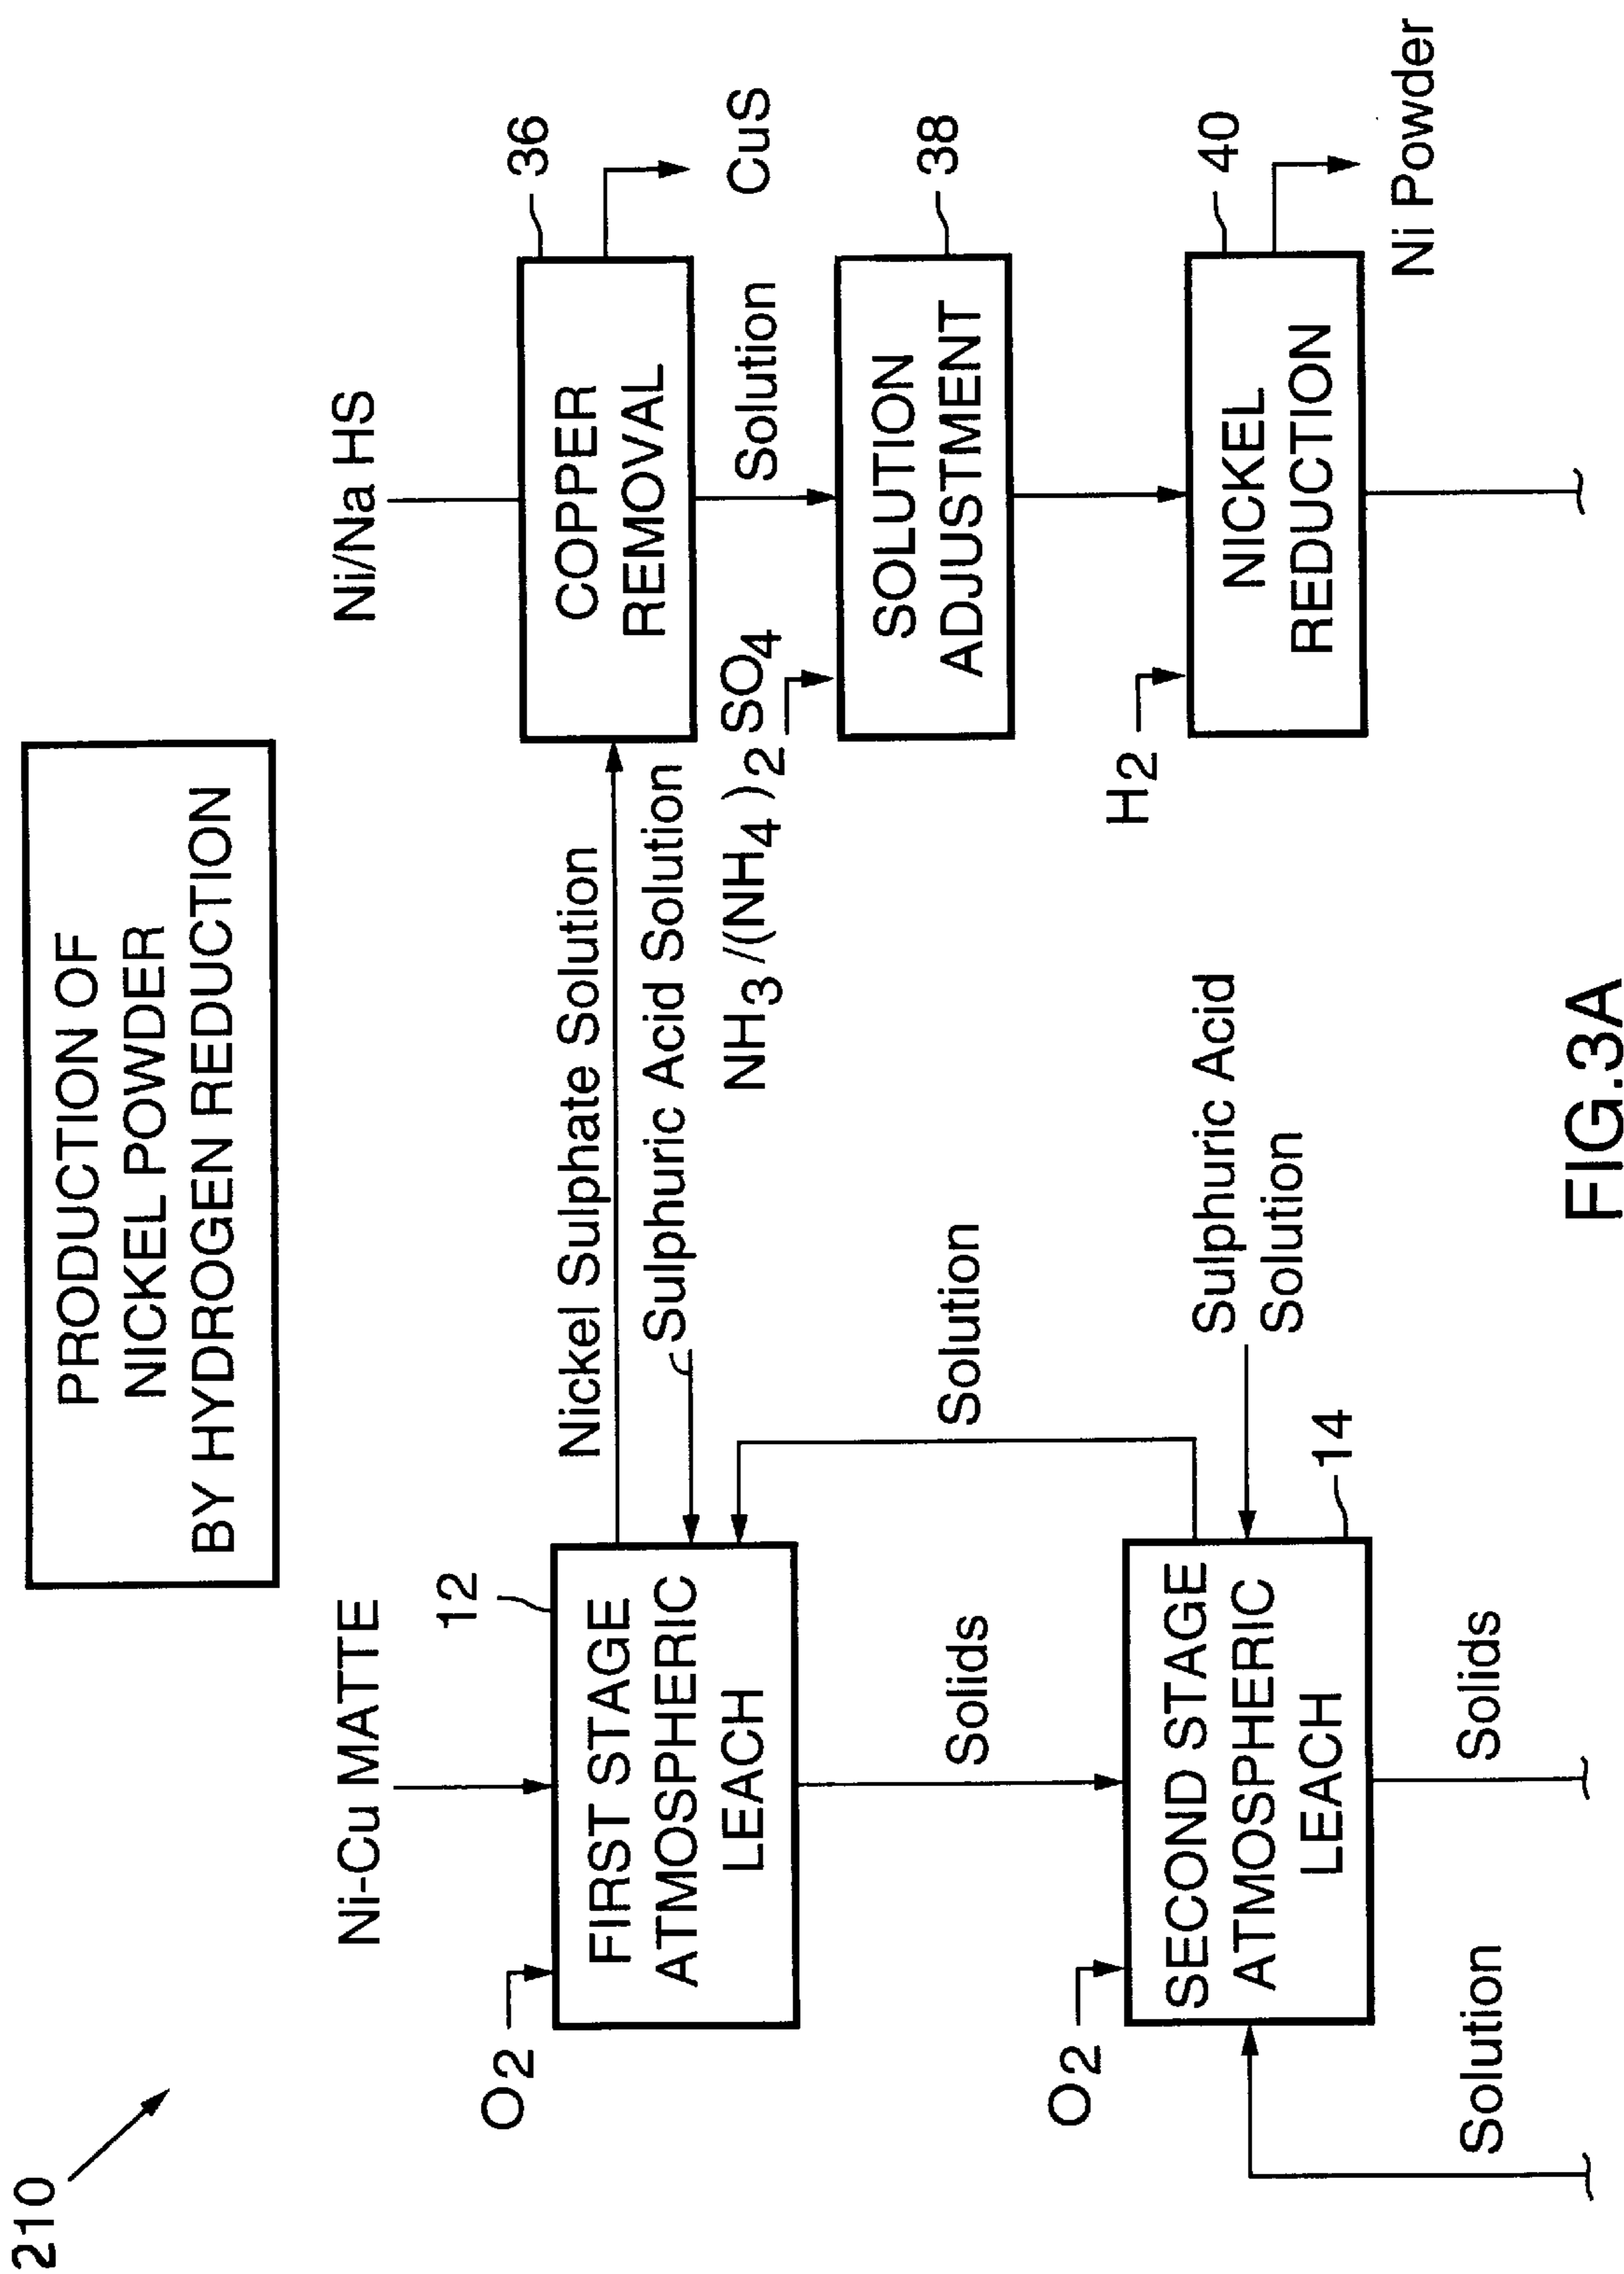 210
PRODUCTION OF
NICKEL POWDER
BY HYDROGEN REDUCTION
Ni-Cu MATTE
12
O2
FIRST STAGE
ATMOSPHERIC
LEACH
Nickel Sulphate Solution
Sulphuric Acid Solution
Ni/Na HS
36
COPPER
REMOVAL
CuS
Solution
NH3 /(NH4 )2 SO4
38
SOLUTION
ADJUSTMENT
Solids
Solution
O2
SECOND STAGE
ATMOSPHERIC
LEACH
14
Sulphuric Acid
Solution
H2
40
NICKEL
REDUCTION
Ni Powder
Solution
Solids
FIG.3A